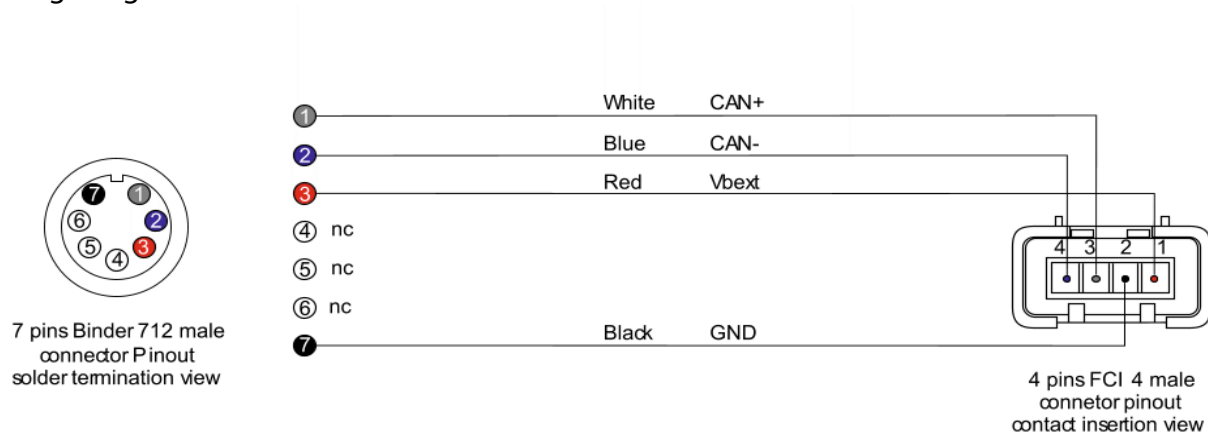 1 White CAN+
2 Blue CAN-
3 Red Vbext
4 nc
5 nc
6 nc
7 Black GND
7 1
6 2
5 3
4
7 pins Binder 712 male
connector Pinout
solder termination view
4 3 2 1
4 pins FCI 4 male
connetor pinout
contact insertion view